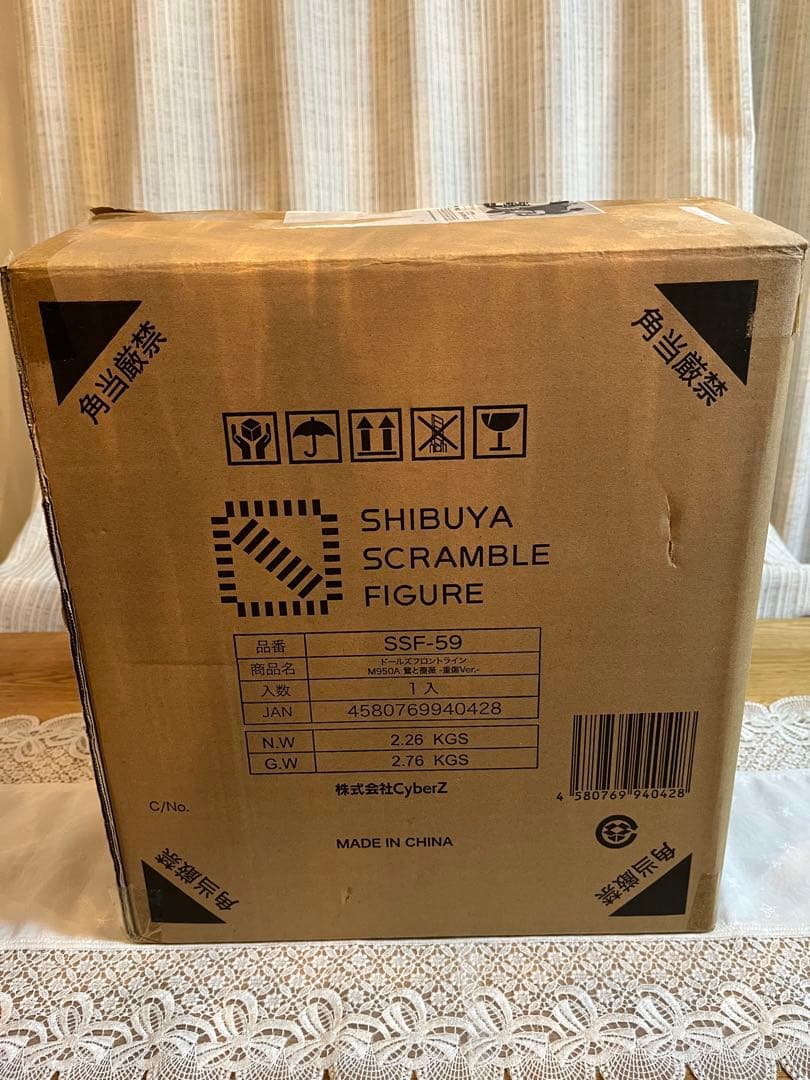 角当厳禁
角当厳禁
SHIBUYA
SCRAMBLE
FIGURE
品番 SSF-59
商品名 ドールズフロントライン
M950A 鷲と薔薇 -重傷Ver.-
入数 1入
JAN 4580769940428
N.W 2.26 KGS
G.W 2.76 KGS
株式会社CyberZ
4 580769 940428
C/No.
MADE IN CHINA
角当厳禁
角当厳禁